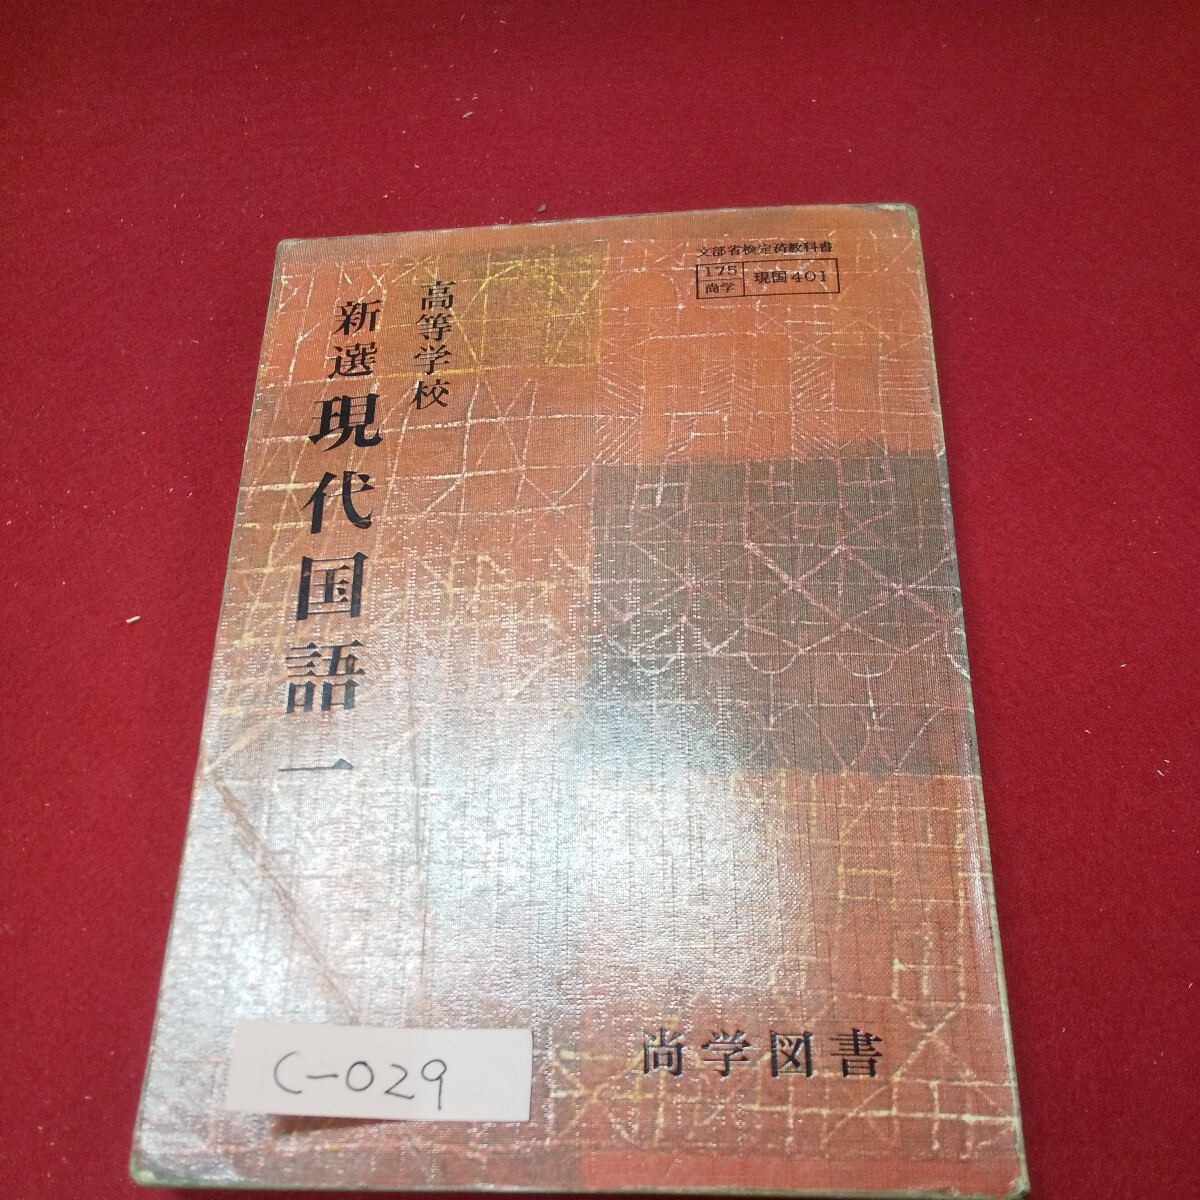 文部省検定済教科書
175
尚学
現国401
高等学校
新選現代国語一
尚学図書
C-029